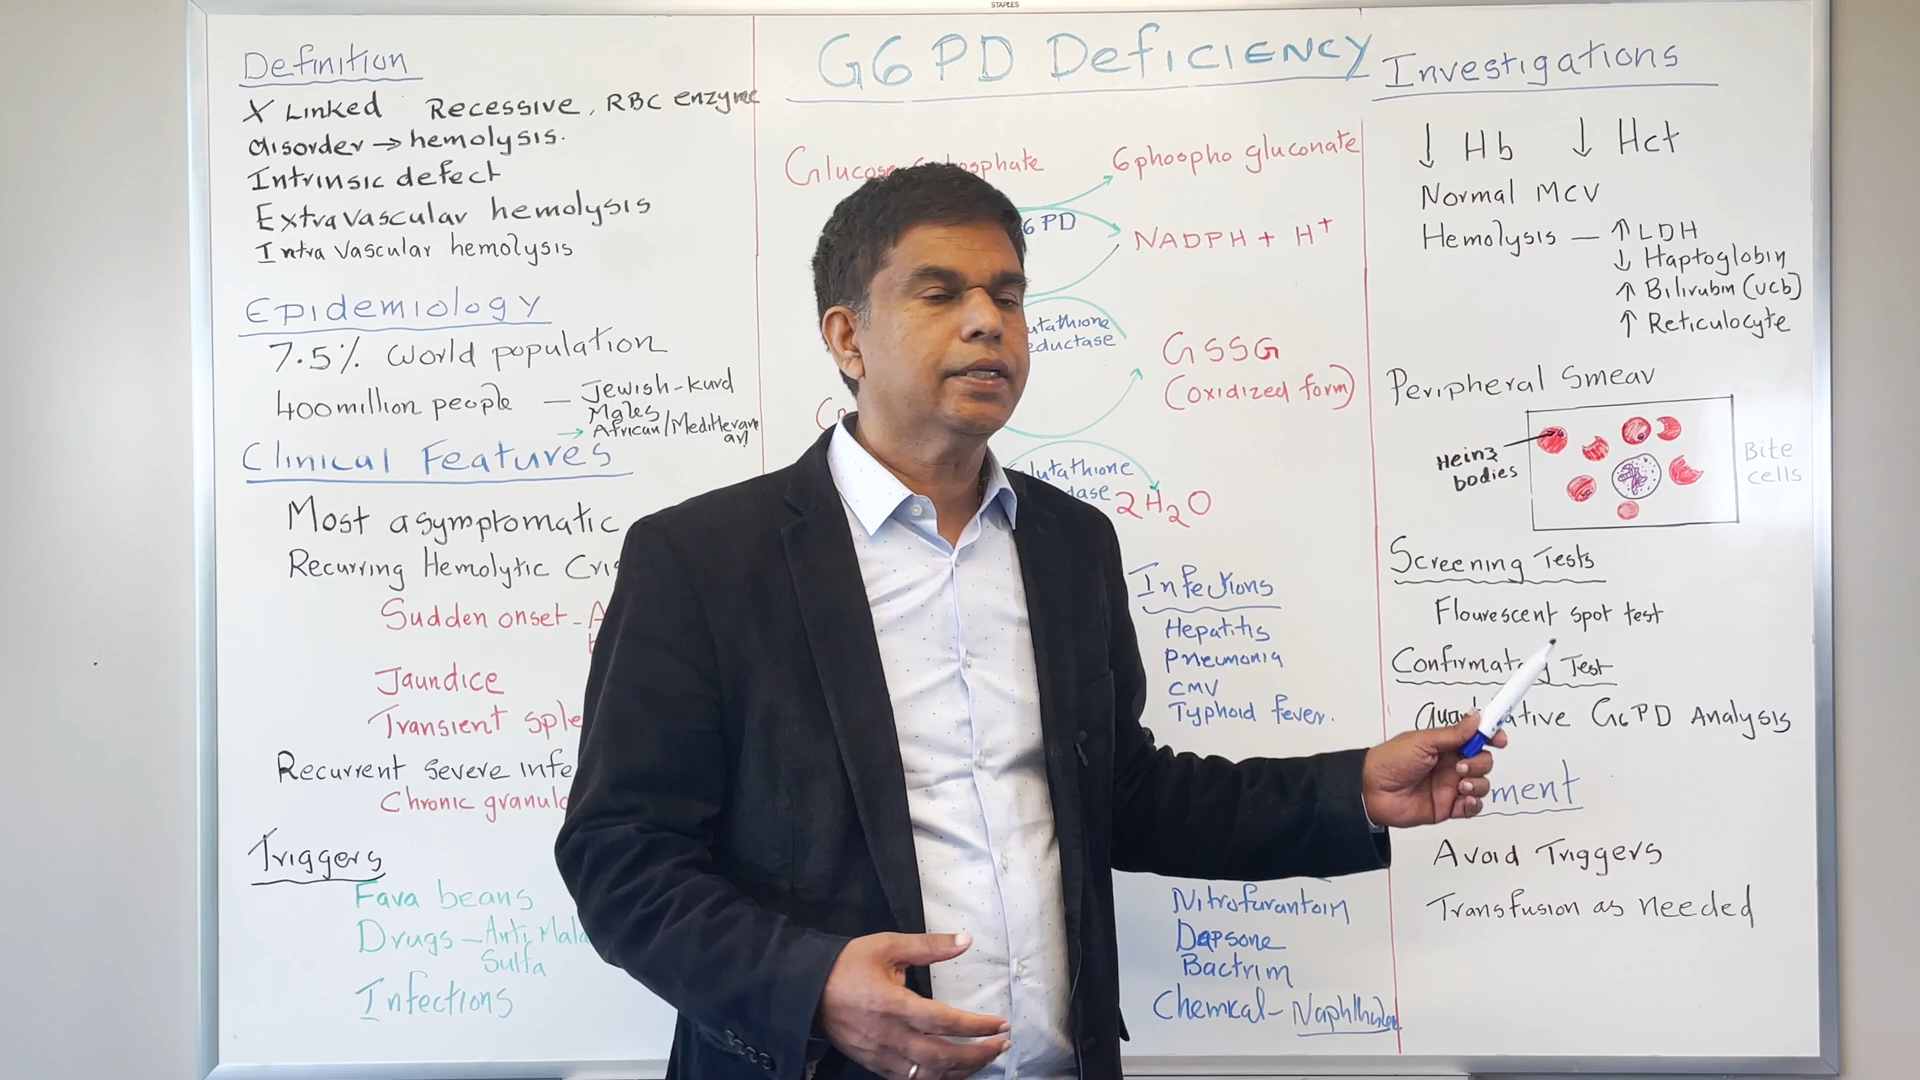 STAPLES
G6PD Deficiency
Definition
X Linked Recessive, RBC enzyme
disorder → hemolysis.
Intrinsic defect
Extravascular hemolysis
Intra Vascular hemolysis
Epidemiology
7.5% World population
400 million people — Jewish-Kurd
Males
→ African/Mediterranean
Clinical Features
Most asymptomatic
Recurring Hemolytic
Sudden onset -
Jaundice
Transient
Recurrent severe
Chronic
Triggers
Fava beans
Drugs - Anti
Sulfa
Infections
6 phospho gluconate
PD
NADPH + H+
GSSG
(oxidized form)
2H2O
Infections
Hepatitis
Pneumonia
CMV
Typhoid fever.
Nitrofurantoin
Dapsone
Bactrim
Chemical -
Investigations
↓ Hb ↓ Hct
Normal MCV
Hemolysis — ↑ LDH
↓ Haptoglobin
↑ Bilirubin (ucb)
↑ Reticulocyte
Peripheral Smear
Heinz
bodies
Bite
cells
Screening Tests
Flourescent spot test
Test
G6PD Analysis
Avoid Triggers
Transfusion as needed